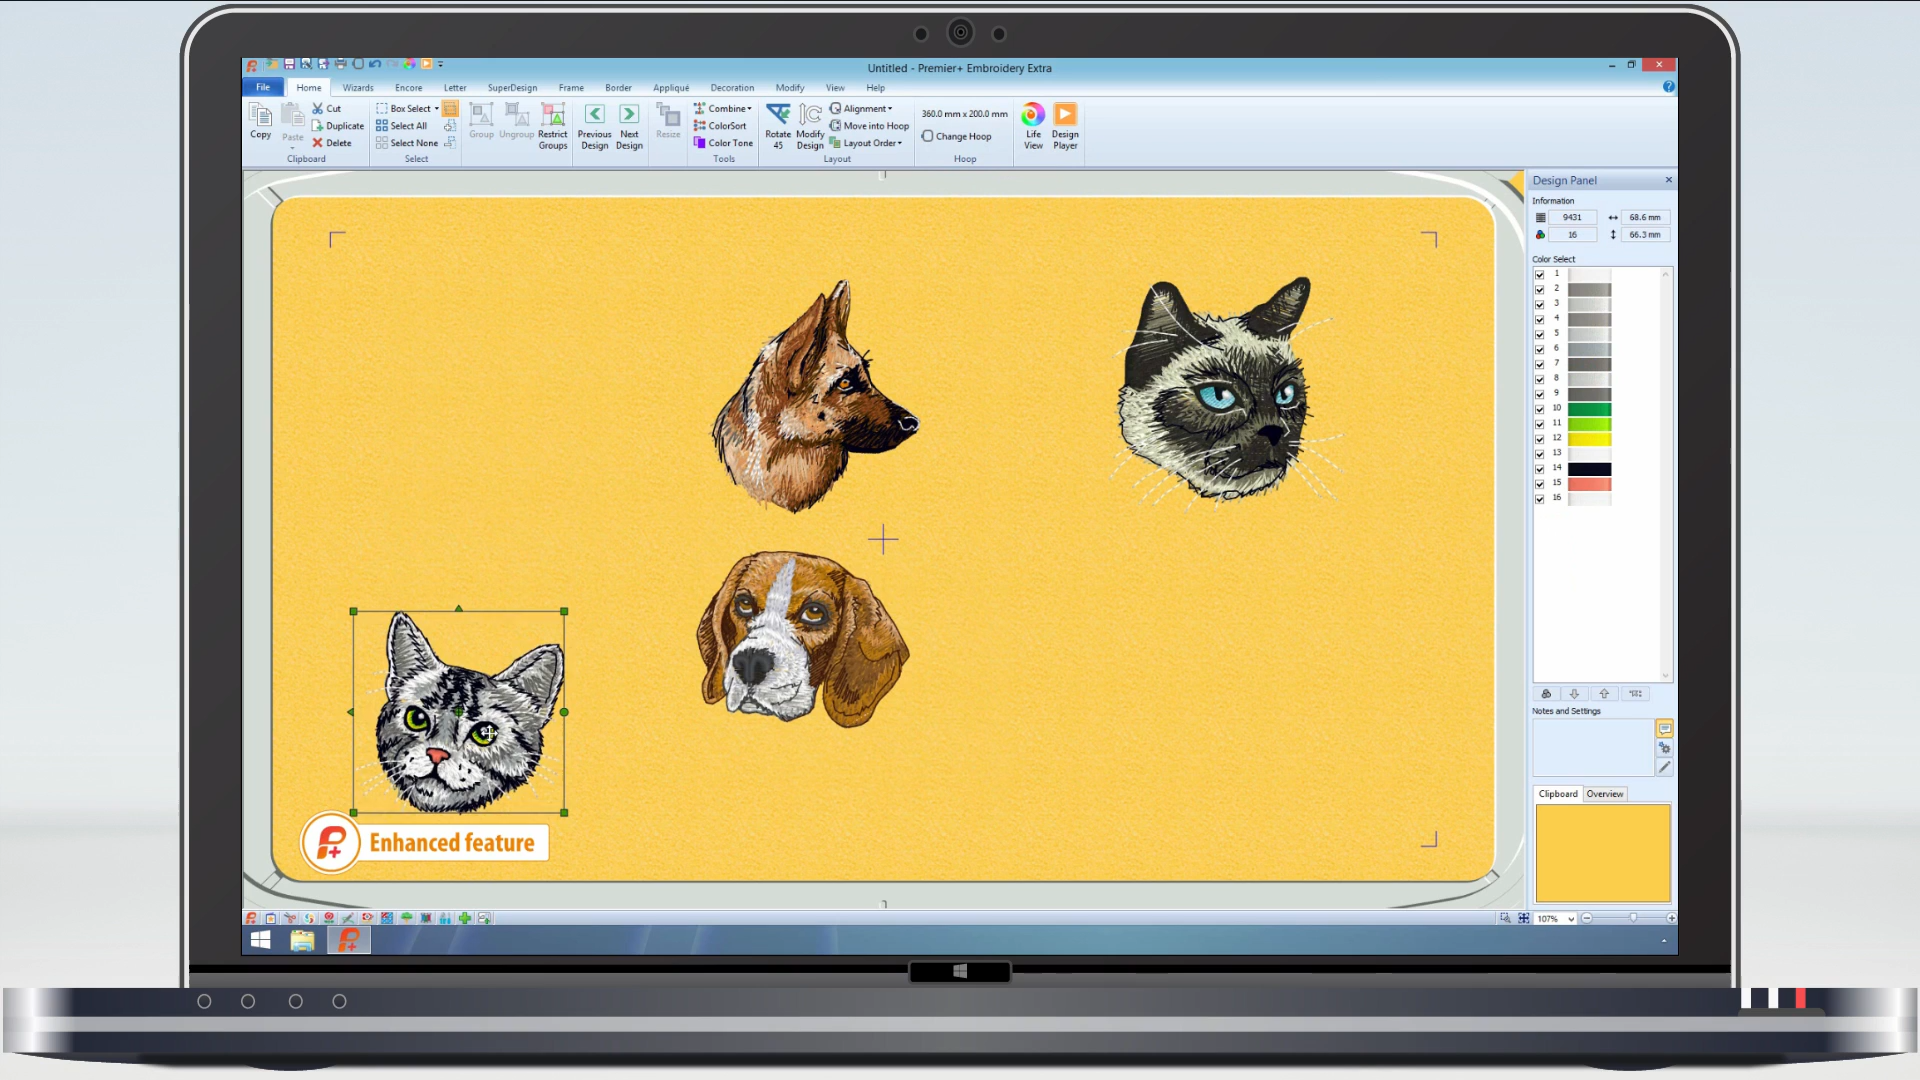 Untitled - Premier+ Embroidery Extra
File Home Wizards Encore Letter SuperDesign Frame Border Appliqué Decoration Modify View Help
Copy
Paste
Cut
Duplicate
Delete
Clipboard
Box Select
Select All
Select None
Select
Group
Ungroup
Restrict Groups
Previous Design
Next Design
Resize
Combine
ColorSort
Color Tone
Tools
Rotate 45
Modify Design
Alignment
Move into Hoop
Layout Order
Layout
360.0 mm x 200.0 mm
Change Hoop
Hoop
Life View
Design Player
Design Panel
Information
9431 68.6 mm
16 66.3 mm
Color Select
1
2
3
4
5
6
7
8
9
10
11
12
13
14
15
16
Notes and Settings
Clipboard Overview
P+ Enhanced feature
107%